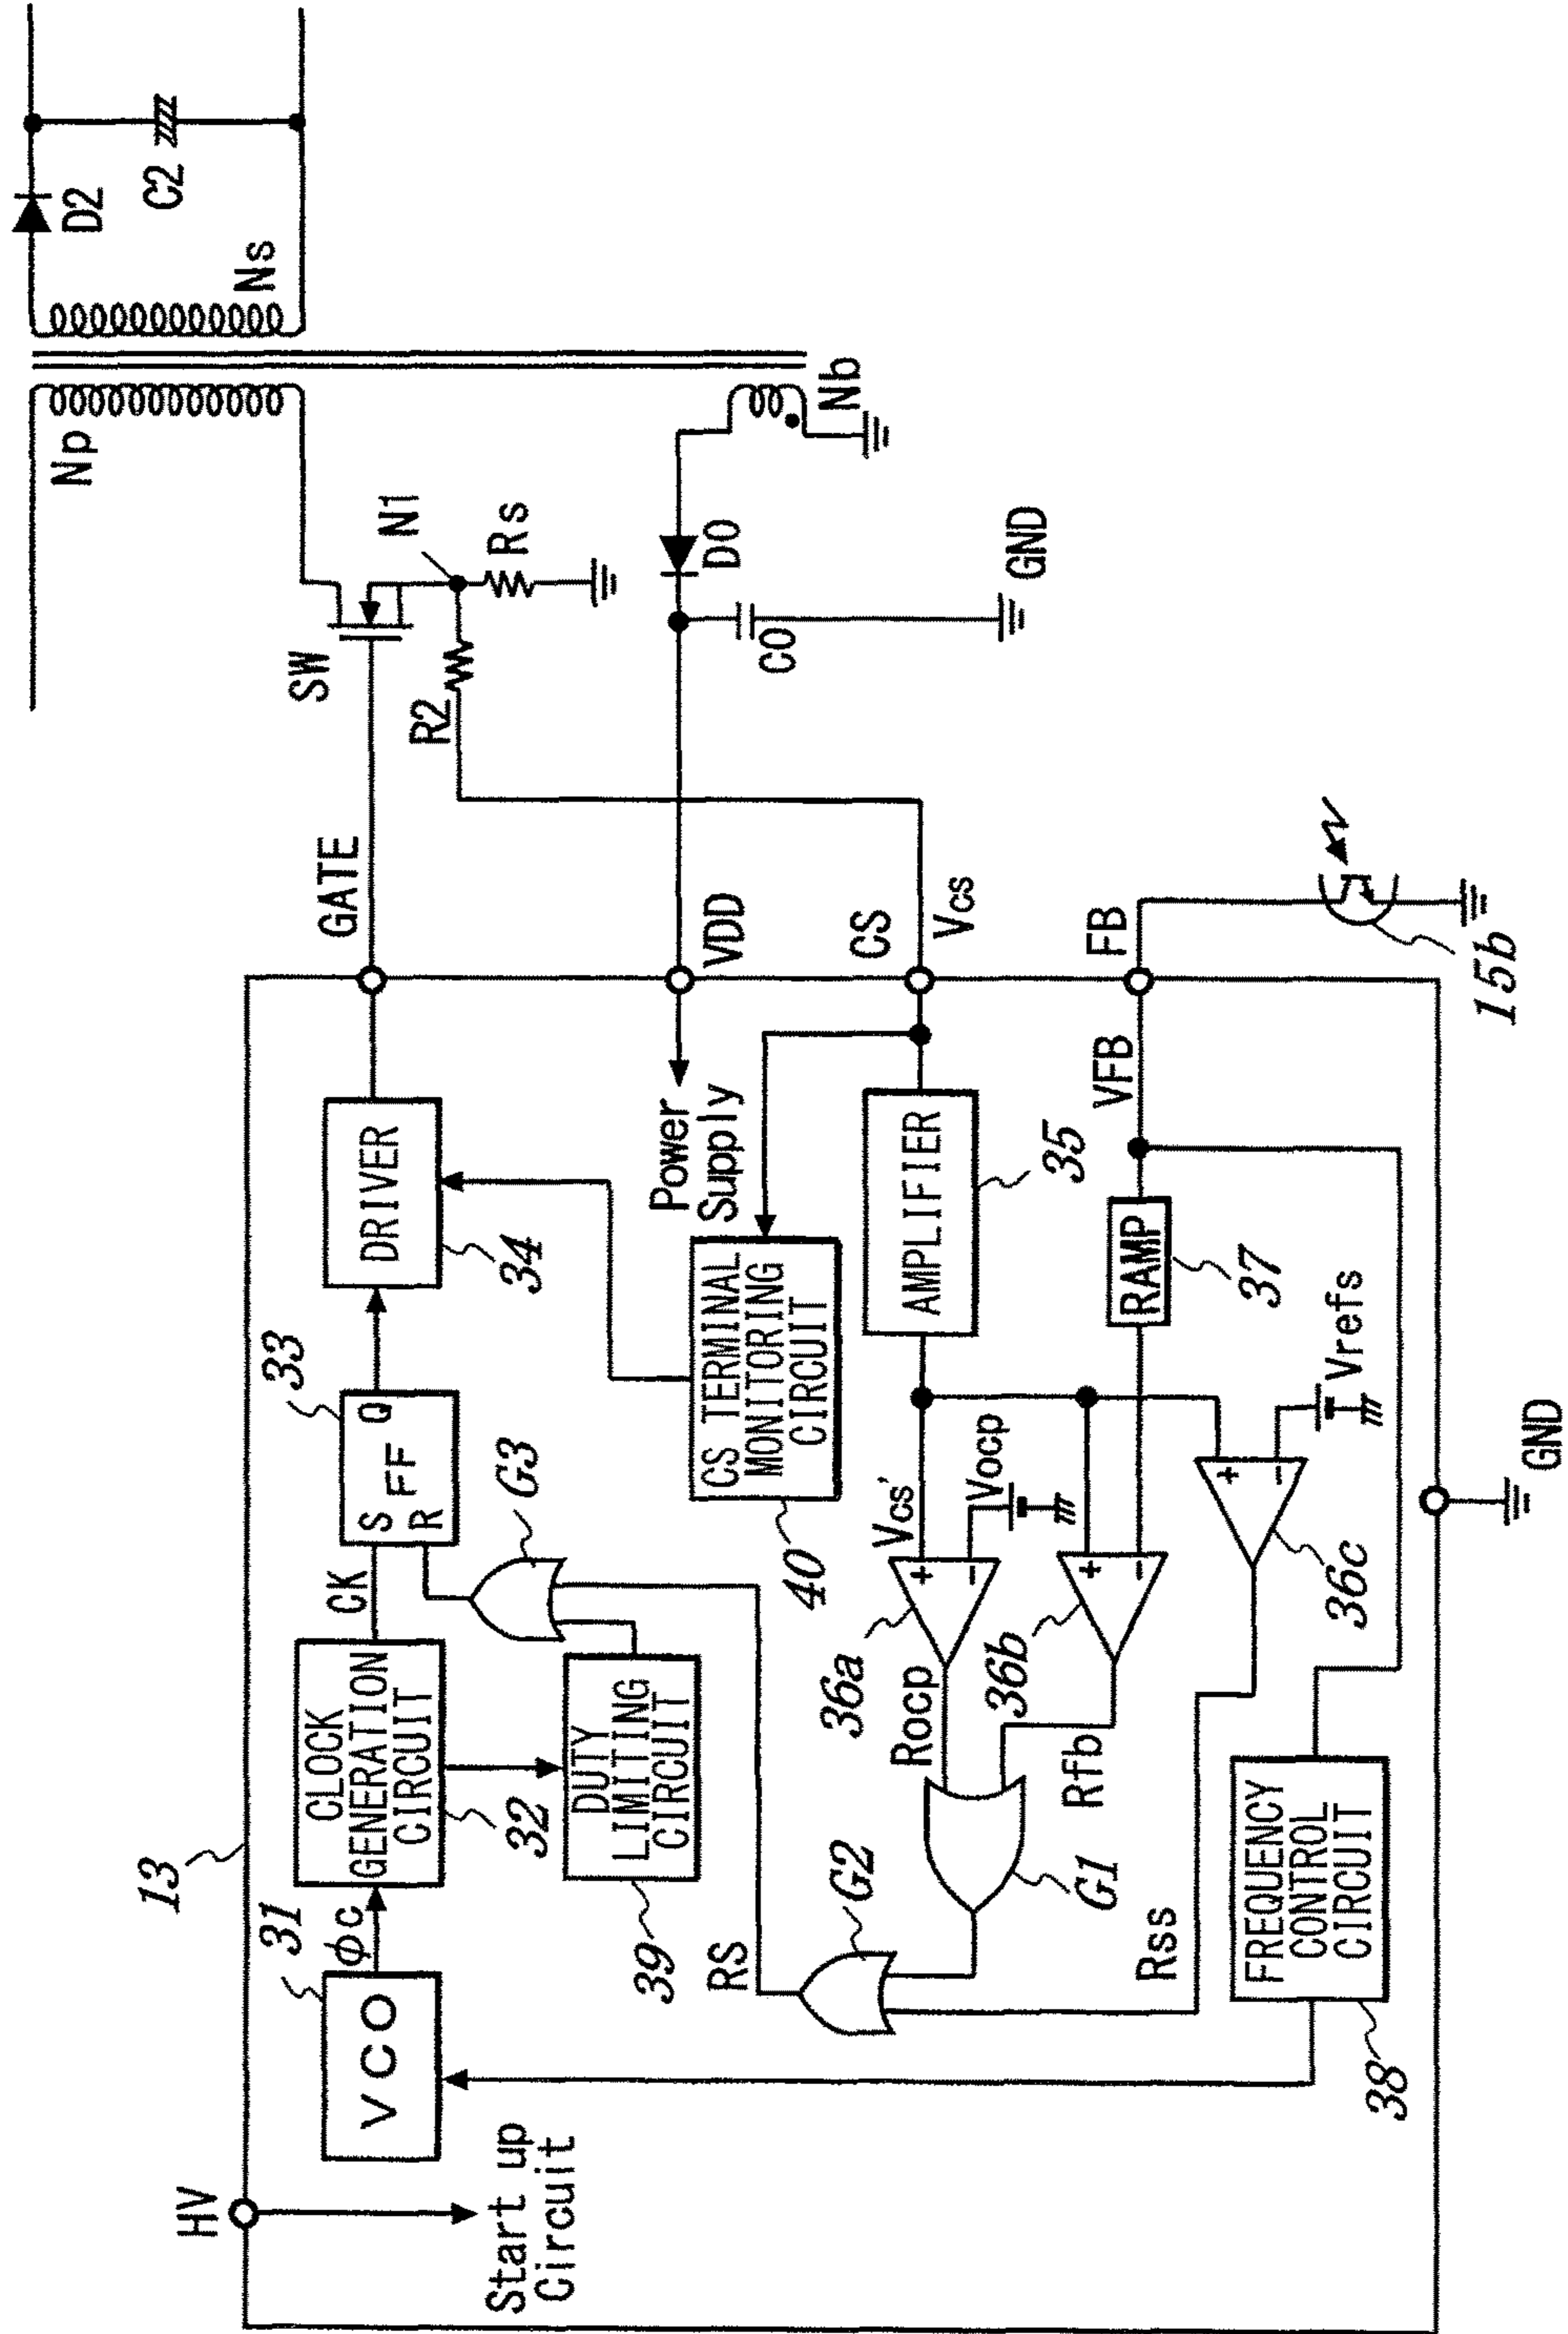 HV
Start up
Circuit
13
31
VCO
φc
CLOCK
GENERATION
CIRCUIT
32
CK
33
S
FF
R
Q
DRIVER
34
GATE
SW
Np
Ns
D2
C2
N1
Rs
R2
DUTY
LIMITING
CIRCUIT
39
G3
CS TERMINAL
MONITORING
CIRCUIT
40
Power
Supply
VDD
D0
C0
GND
Nb
RS
G2
G1
Rocp
Rfb
Rss
36a
+
-
Vcs'
Vocp
36b
+
-
36c
+
-
Vrefs
AMPLIFIER
35
CS
Vcs
RAMP
37
VFB
FB
15b
FREQUENCY
CONTROL
CIRCUIT
38
GND